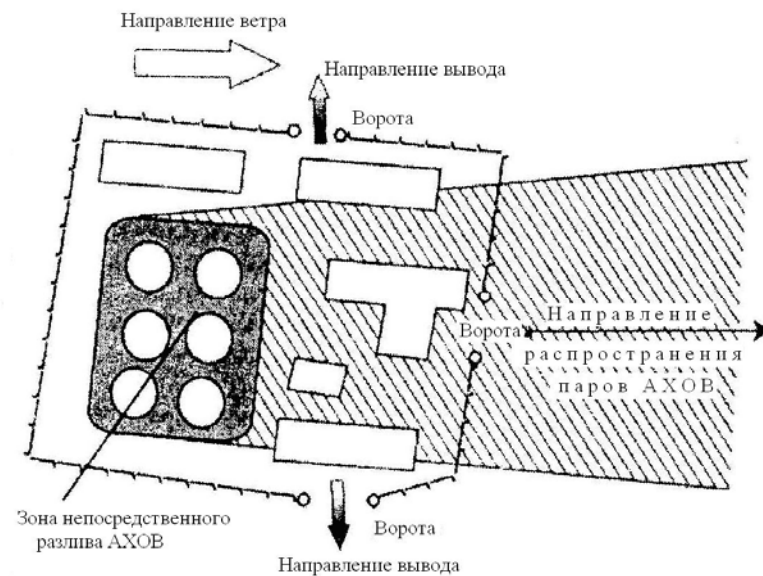 Направление ветра
Направление вывода
Ворота
Ворота
Направление
распространения
паров АХОВ
Зона непосредственного
разлива АХОВ
Ворота
Направление вывода